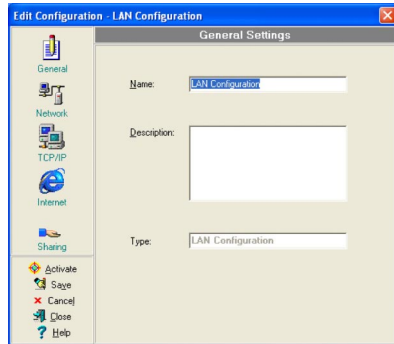 Edit Configuration - LAN Configuration
General Settings
General
Network
TCP/IP
Internet
Sharing
Activate
Save
Cancel
Close
Help
Name:
LAN Configuration
Description:
Type:
LAN Configuration